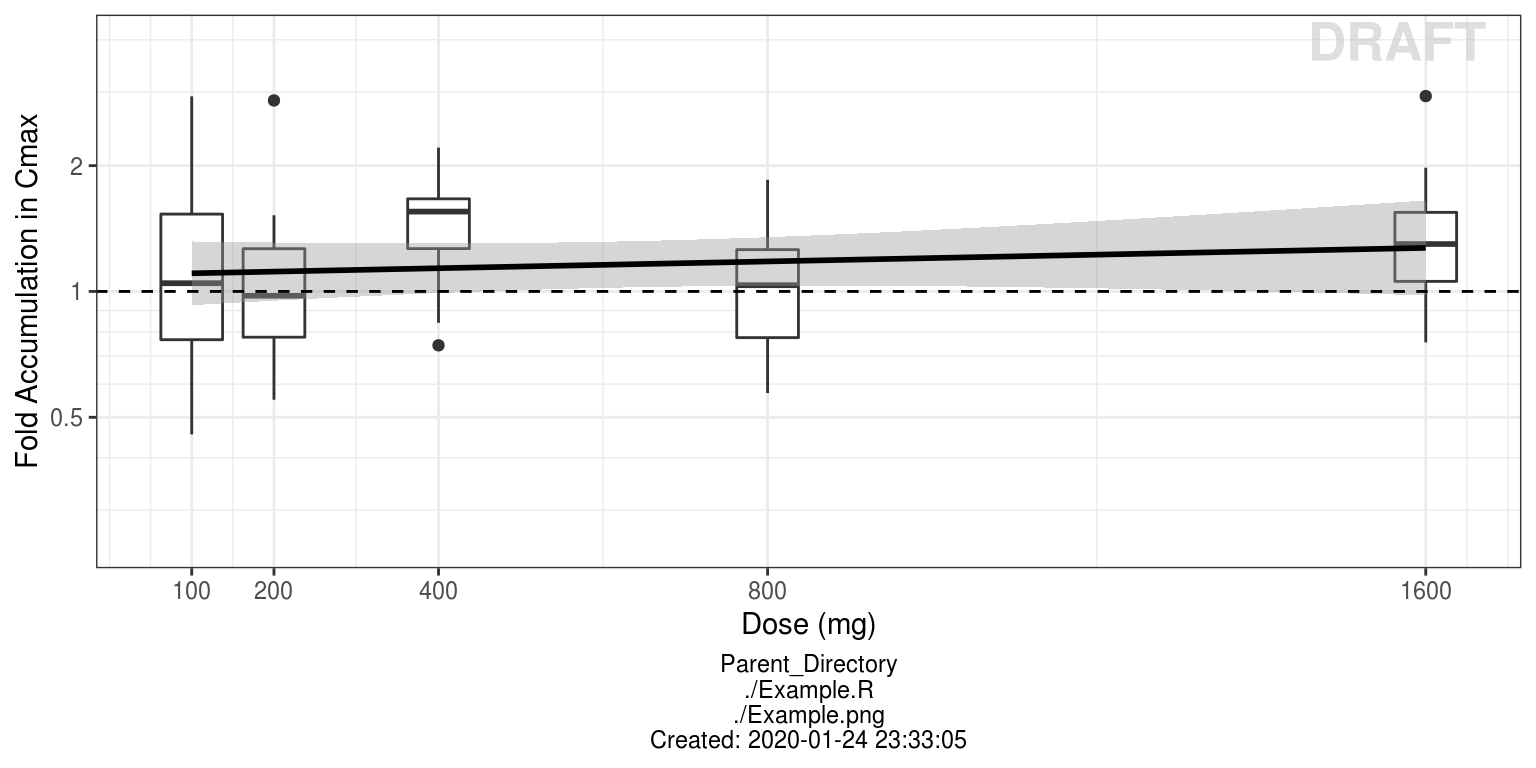 DRAFT
Fold Accumulation in Cmax
2
1
0.5
100 200 400 800 1600
Dose (mg)
Parent_Directory
./Example.R
./Example.png
Created: 2020-01-24 23:33:05